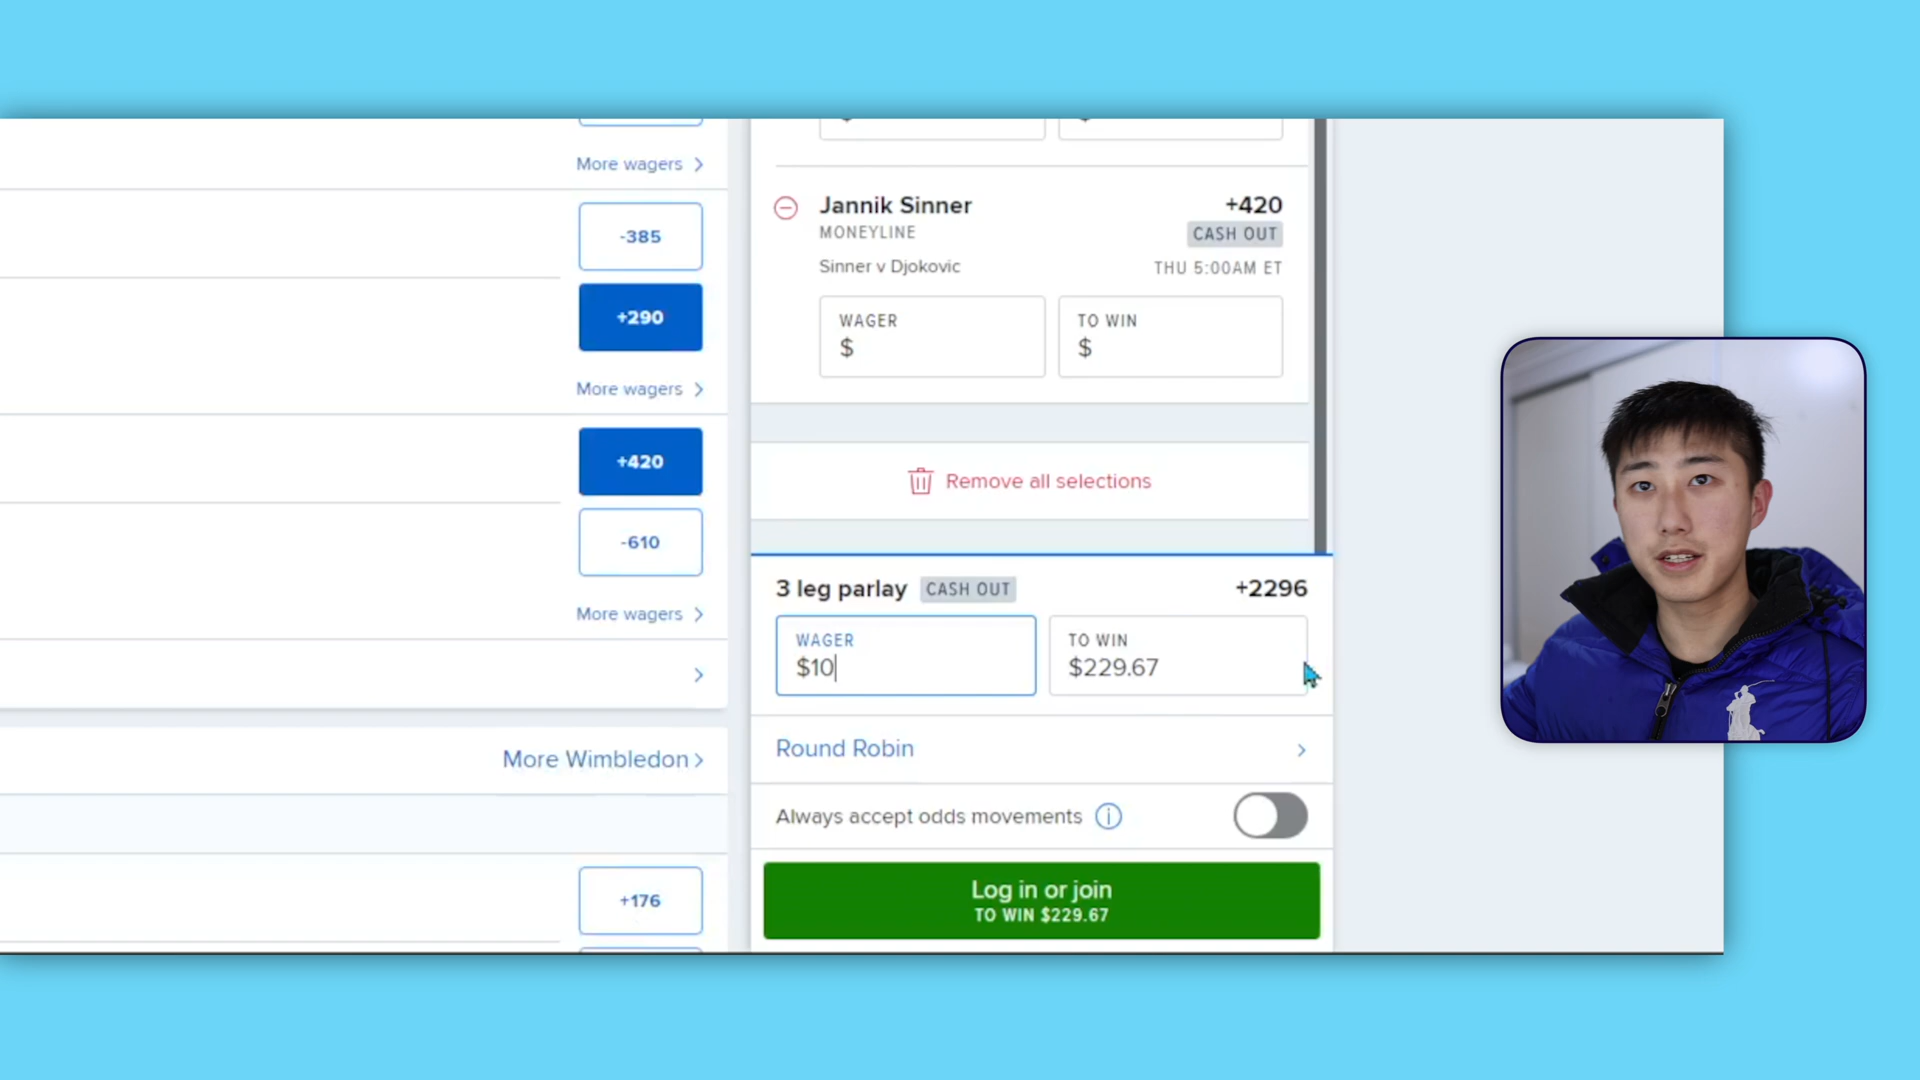 More wagers
-385
+290
More wagers
+420
-610
More wagers
More Wimbledon
+176
Jannik Sinner +420
MONEYLINE CASH OUT
Sinner v Djokovic THU 5:00AM ET
WAGER TO WIN
$ $
Remove all selections
3 leg parlay CASH OUT +2296
WAGER TO WIN
$10 $229.67
Round Robin
Always accept odds movements
Log in or join
TO WIN $229.67